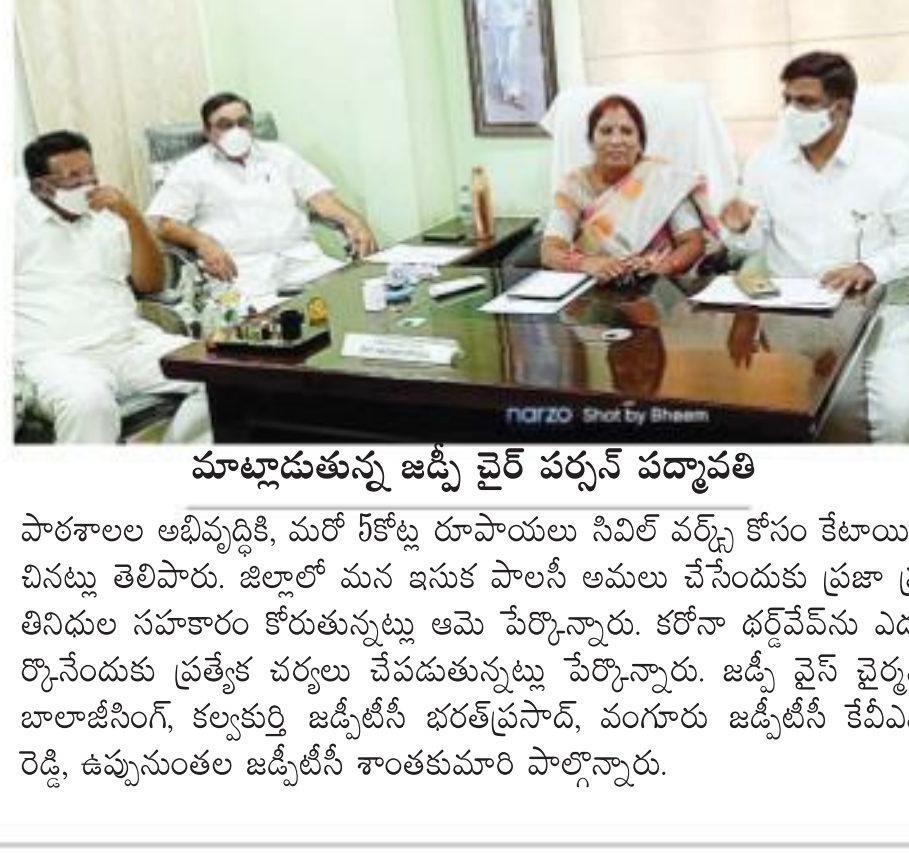 narzo Shot by Bheem
మాట్లాడుతున్న జడ్పీ చైర్ పర్సన్ పద్మావతి
పాఠశాలల అభివృద్ధికి, మరో 5కోట్ల రూపాయలు సివిల్ వర్క్స్ కోసం కేటాయి
చినట్లు తెలిపారు. జిల్లాలో మన ఇసుక పాలసీ అమలు చేసేందుకు ప్రజా ప్ర
తినిధుల సహకారం కోరుతున్నట్లు ఆమె పేర్కొన్నారు. కరోనా థర్డ్‌వేవ్‌ను ఎదు
ర్కొనేందుకు ప్రత్యేక చర్యలు చేపడుతున్నట్లు పేర్కొన్నారు. జడ్పీ వైస్
బాలాజీసింగ్, కల్వకుర్తి జడ్పీటీసీ భరత్‌ప్రసాద్, వంగూరు జడ్పీటీసీ
రెడ్డి, ఉప్పునుంతల జడ్పీటీసీ శాంతకుమారి పాల్గొన్నారు.